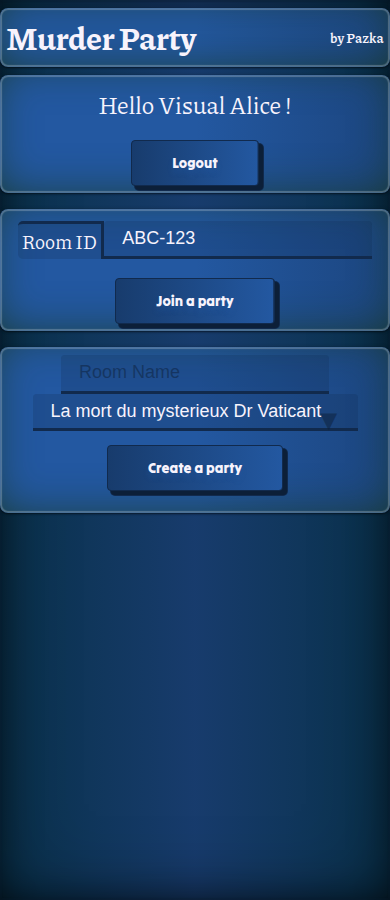 Murder Party
by Pazka
Hello Visual Alice !
Logout
Room ID
ABC-123
Join a party
Room Name
La mort du mysterieux Dr Vaticant
Create a party